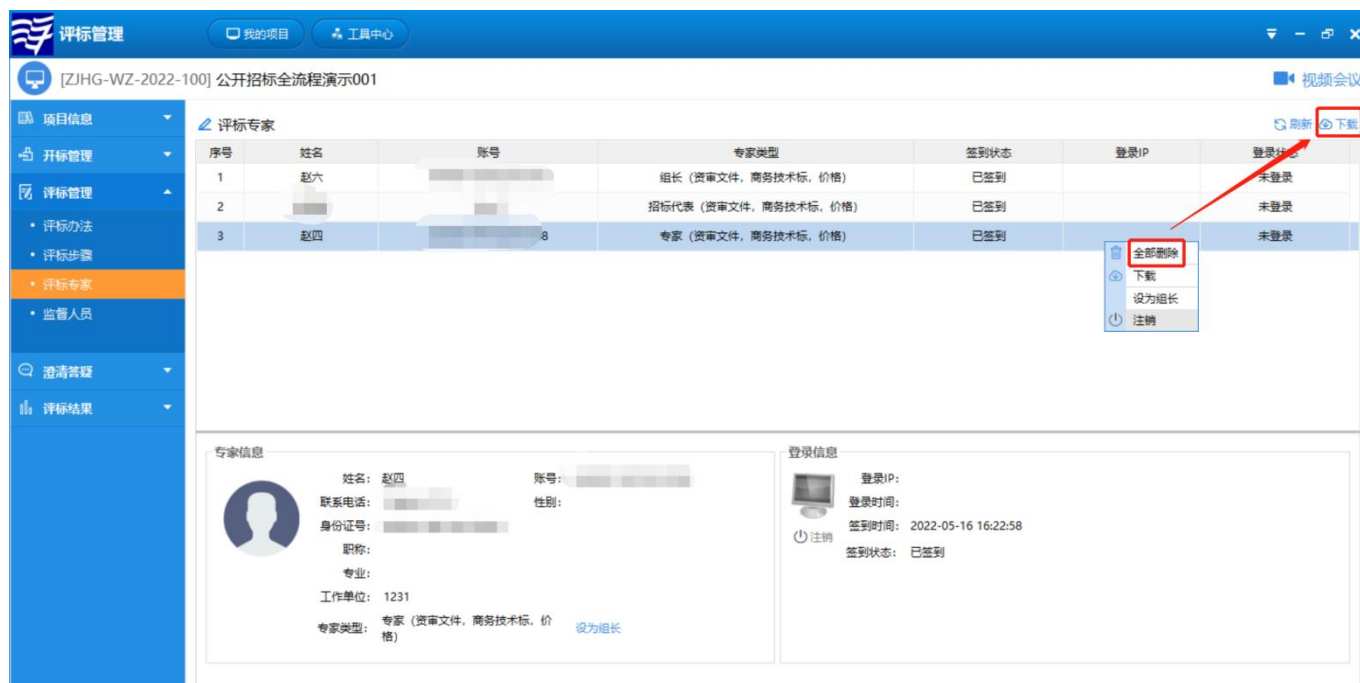 评标管理 我的项目 工具中心
[ZJHG-WZ-2022-100] 公开招标全流程演示001 视频会议
项目信息
开标管理
评标管理
• 评标办法
• 评标步骤
• 评标专家
• 监督人员
澄清答疑
评标结果
评标专家 刷新 下载
序号 姓名 账号 专家类型 签到状态 登录IP 登录状态
1 赵六 组长（资审文件，商务技术标，价格） 已签到 未登录
2 招标代表（资审文件，商务技术标，价格） 已签到 未登录
3 赵四 8 专家（资审文件，商务技术标，价格） 已签到 未登录
全部删除
下载
设为组长
注销
专家信息
姓名: 赵四 账号:
联系电话: 性别:
身份证号:
职称:
专业:
工作单位: 1231
专家类型: 专家（资审文件，商务技术标，价
格） 设为组长
登录信息
登录IP:
登录时间:
签到时间: 2022-05-16 16:22:58
签到状态: 已签到
注销